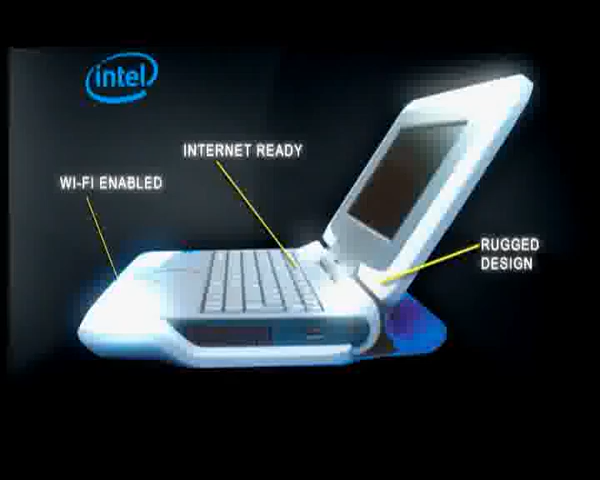 intel
INTERNET READY
WI-FI ENABLED
RUGGED
DESIGN